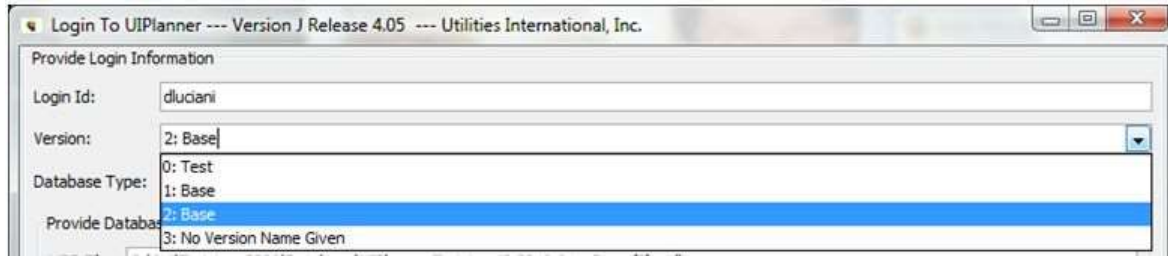 Login To UIPlanner --- Version J Release 4.05 --- Utilities International, Inc.
Provide Login Information
Login Id: dluciani
Version: 2: Base
0: Test
Database Type:
1: Base
2: Base
Provide Databas
3: No Version Name Given